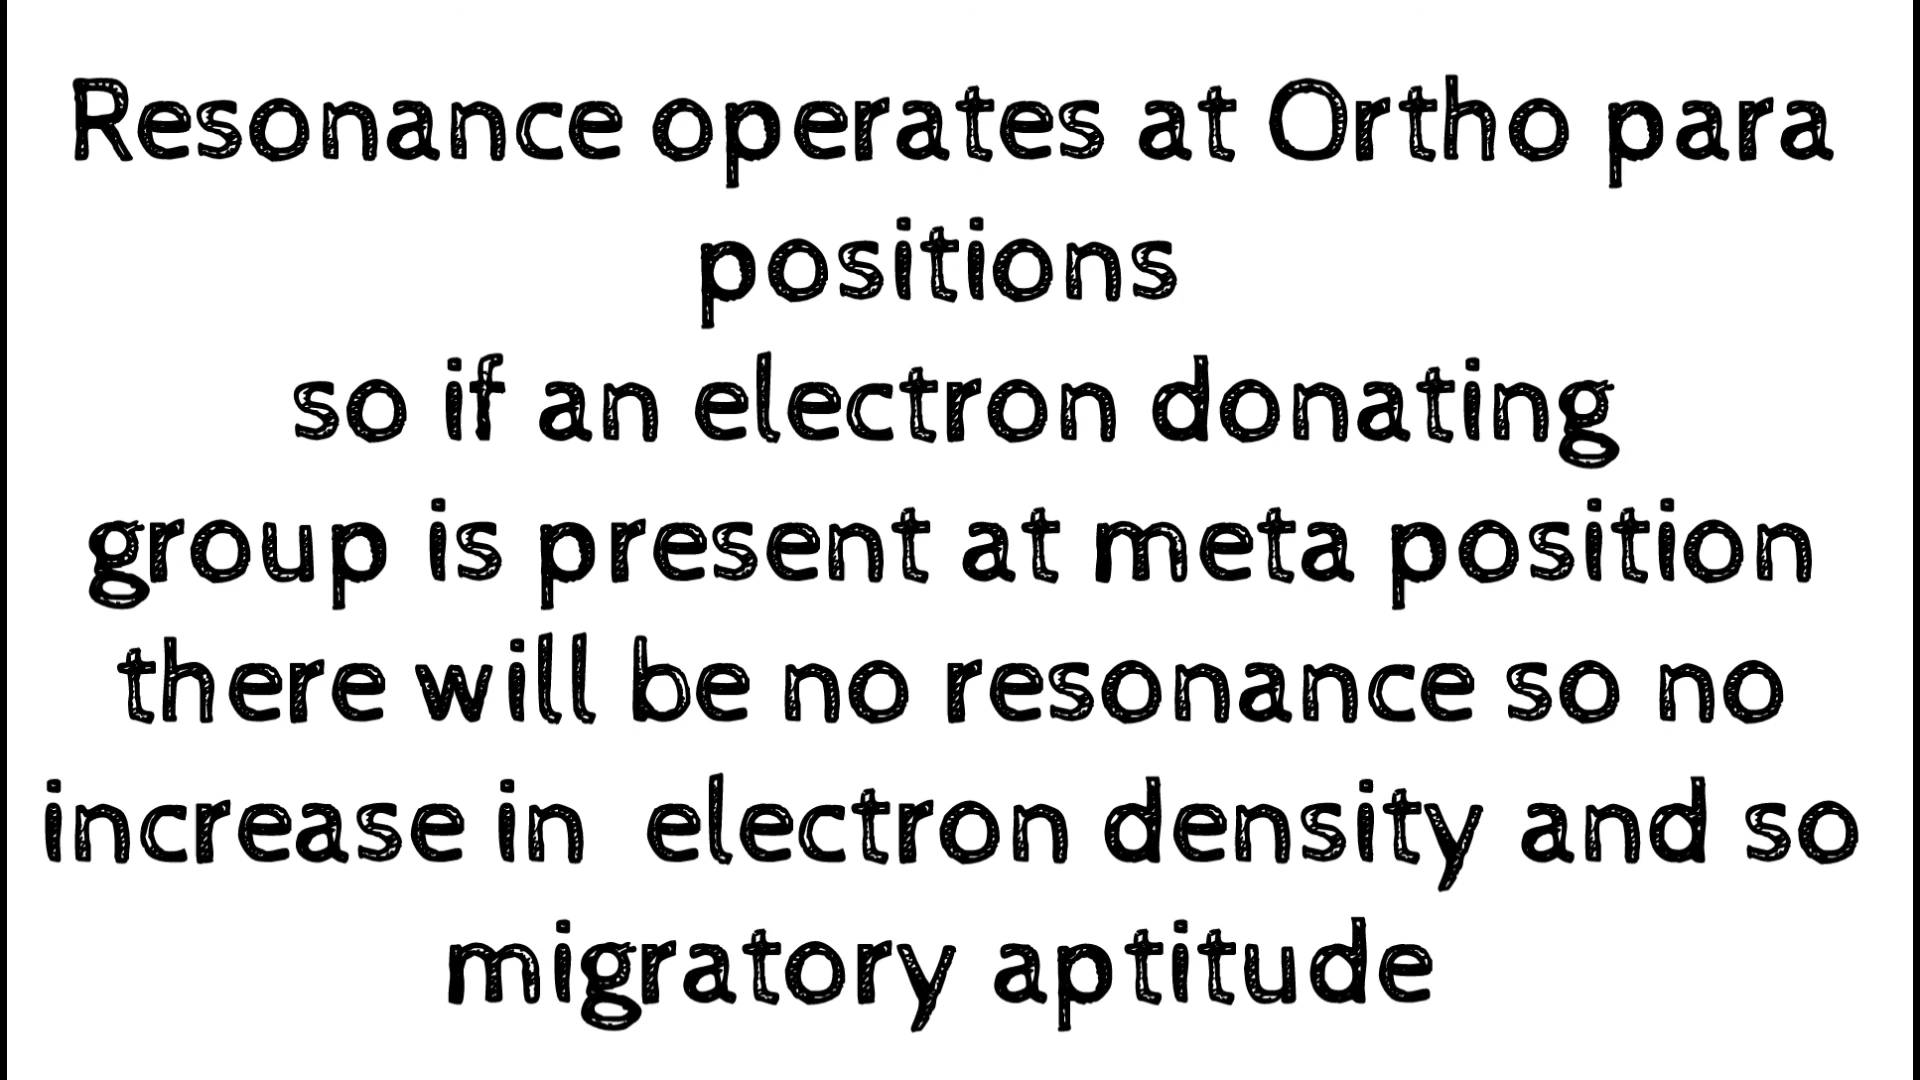 Resonance operates at Ortho para
positions
so if an electron donating
group is present at meta position
there will be no resonance so no
increase in electron density and so
migratory aptitude